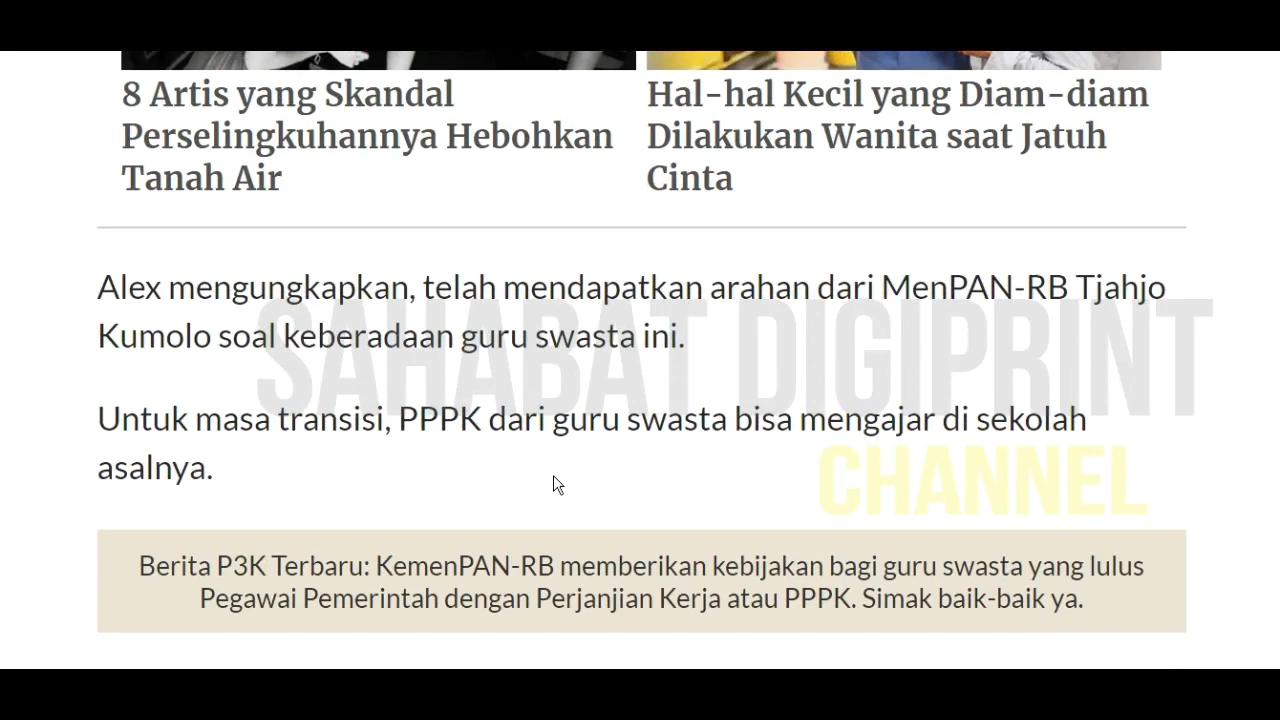 8 Artis yang Skandal
Perselingkuhannya Hebohkan
Tanah Air
Hal-hal Kecil yang Diam-diam
Dilakukan Wanita saat Jatuh
Cinta
Alex mengungkapkan, telah mendapatkan arahan dari MenPAN-RB Tjahjo
Kumolo soal keberadaan guru swasta ini.
SAHABAT DIGIPRINT
Untuk masa transisi, PPPK dari guru swasta bisa mengajar di sekolah
asalnya.
CHANNEL
Berita P3K Terbaru: KemenPAN-RB memberikan kebijakan bagi guru swasta yang lulus
Pegawai Pemerintah dengan Perjanjian Kerja atau PPPK. Simak baik-baik ya.